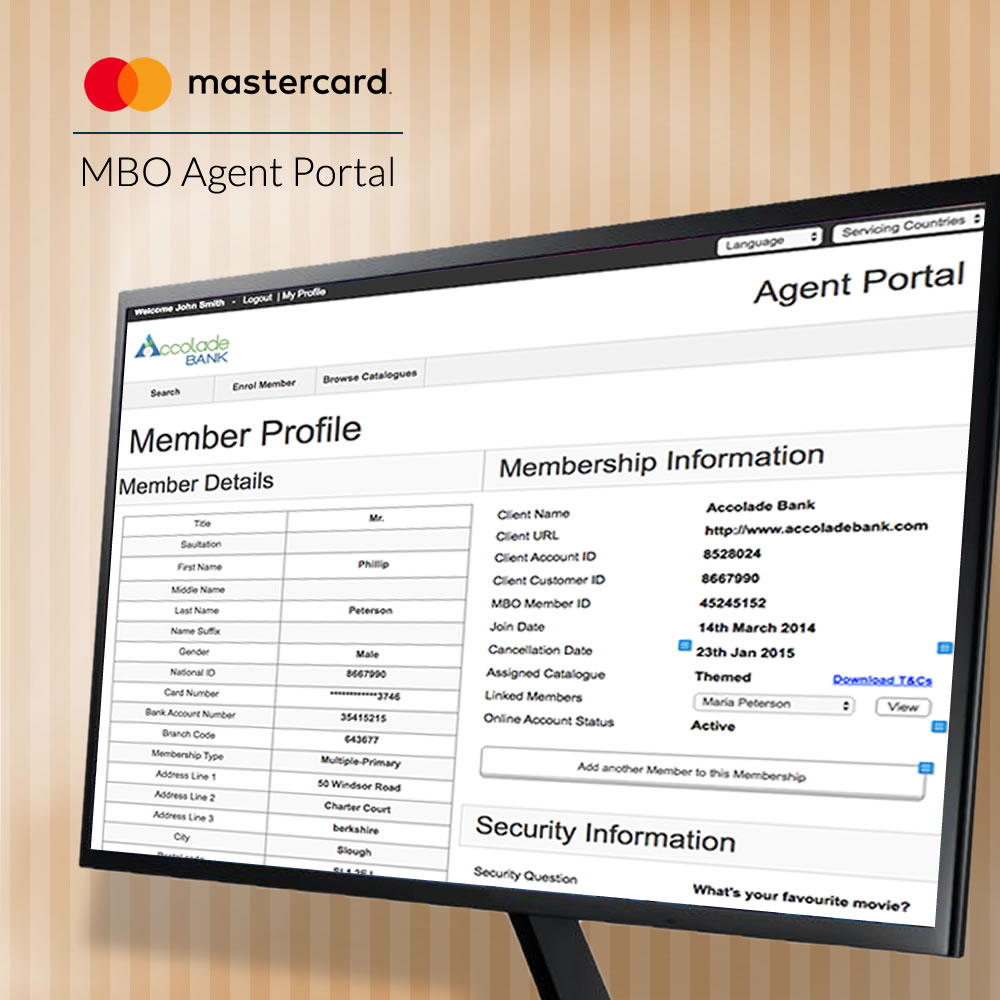 mastercard.
MBO Agent Portal
Language
Servicing Countries
Welcome John Smith - Logout | My Profile
Agent Portal
Accolade
BANK
Search
Enrol Member
Browse Catalogues
Member Profile
Member Details
Title Mr.
Saultation
First Name Phillip
Middle Name
Last Name Peterson
Name Suffix
Gender Male
National ID 8667990
Card Number ************3746
Bank Account Number 35415215
Branch Code 643677
Membership Type Multiple-Primary
Address Line 1 50 Windsor Road
Address Line 2 Charter Court
Address Line 3 berkshire
City Slough
Membership Information
Client Name Accolade Bank
Client URL http://www.accoladebank.com
Client Account ID 8528024
Client Customer ID 8667990
MBO Member ID 45245152
Join Date 14th March 2014
Cancellation Date 23th Jan 2015
Assigned Catalogue Themed Download T&Cs
Linked Members Maria Peterson View
Online Account Status Active
Add another Member to this Membership
Security Information
Security Question What's your favourite movie?